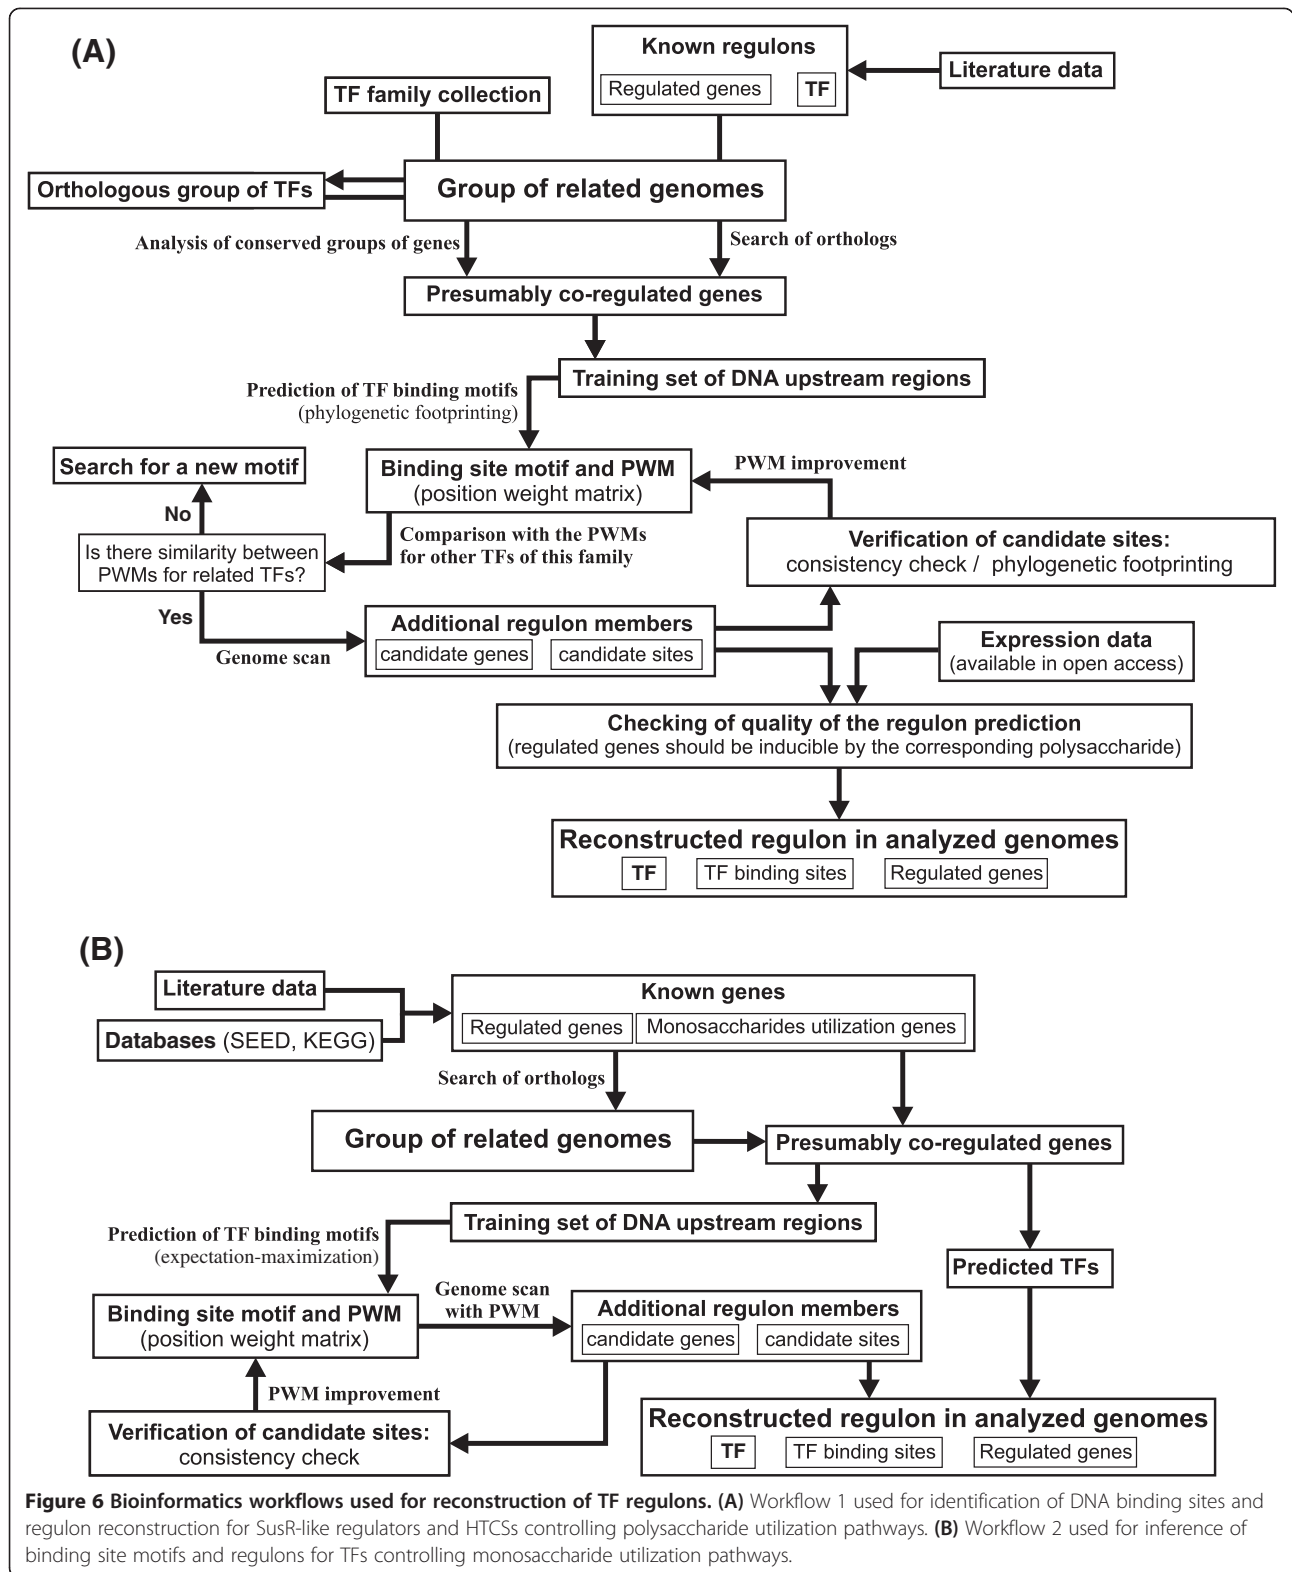 (A)
Known regulons
Regulated genes
TF
Literature data
TF family collection
Orthologous group of TFs
Group of related genomes
Analysis of conserved groups of genes
Search of orthologs
Presumably co-regulated genes
Training set of DNA upstream regions
Prediction of TF binding motifs
(phylogenetic footprinting)
Search for a new motif
Binding site motif and PWM
(position weight matrix)
PWM improvement
No
Comparison with the PWMs
for other TFs of this family
Is there similarity between
PWMs for related TFs?
Verification of candidate sites:
consistency check / phylogenetic footprinting
Yes
Genome scan
Additional regulon members
candidate genes
candidate sites
Expression data
(available in open access)
Checking of quality of the regulon prediction
(regulated genes should be inducible by the corresponding polysaccharide)
Reconstructed regulon in analyzed genomes
TF
TF binding sites
Regulated genes
(B)
Literature data
Databases (SEED, KEGG)
Known genes
Regulated genes
Monosaccharides utilization genes
Search of orthologs
Group of related genomes
Presumably co-regulated genes
Training set of DNA upstream regions
Prediction of TF binding motifs
(expectation-maximization)
Predicted TFs
Binding site motif and PWM
(position weight matrix)
Genome scan
with PWM
Additional regulon members
candidate genes
candidate sites
PWM improvement
Verification of candidate sites:
consistency check
Reconstructed regulon in analyzed genomes
TF
TF binding sites
Regulated genes
Figure 6 Bioinformatics workflows used for reconstruction of TF regulons. (A) Workflow 1 used for identification of DNA binding sites and
regulon reconstruction for SusR-like regulators and HTCSs controlling polysaccharide utilization pathways. (B) Workflow 2 used for inference of
binding site motifs and regulons for TFs controlling monosaccharide utilization pathways.